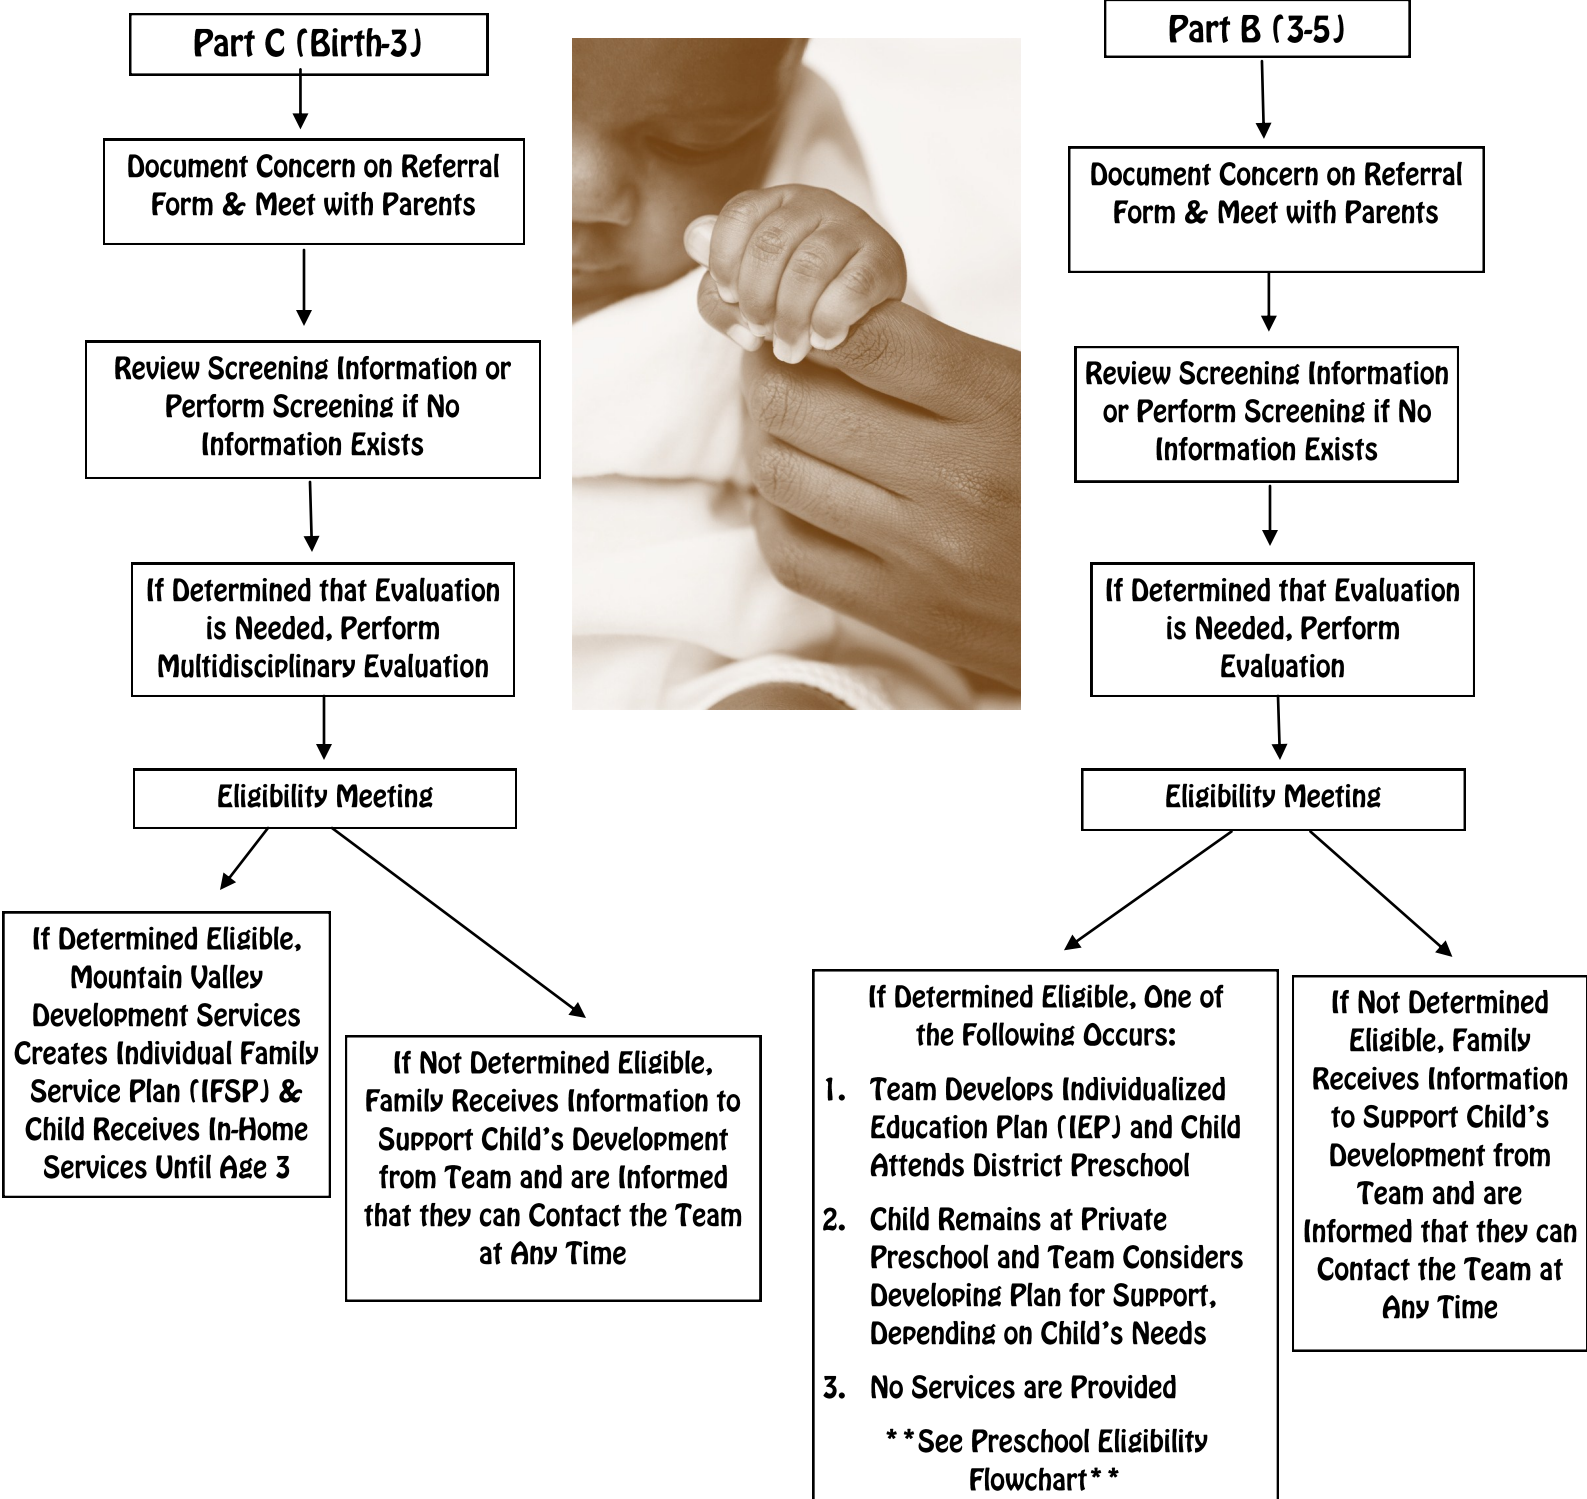 Part C (Birth-3)
Document Concern on Referral
Form & Meet with Parents
Review Screening Information or
Perform Screening if No
Information Exists
If Determined that Evaluation
is Needed, Perform
Multidisciplinary Evaluation
Eligibility Meeting
If Determined Eligible,
Mountain Valley
Development Services
Creates Individual Family
Service Plan (IFSP) &
Child Receives In-Home
Services Until Age 3
If Not Determined Eligible,
Family Receives Information to
Support Child's Development
from Team and are Informed
that they can Contact the Team
at Any Time
Part B (3-5)
Document Concern on Referral
Form & Meet with Parents
Review Screening Information
or Perform Screening if No
Information Exists
If Determined that Evaluation
is Needed, Perform
Evaluation
Eligibility Meeting
If Determined Eligible, One of
the Following Occurs:
1. Team Develops Individualized
Education Plan (IEP) and Child
Attends District Preschool
2. Child Remains at Private
Preschool and Team Considers
Developing Plan for Support,
Depending on Child's Needs
3. No Services are Provided
**See Preschool Eligibility
Flowchart**
If Not Determined
Eligible, Family
Receives Information
to Support Child's
Development from
Team and are
Informed that they can
Contact the Team at
Any Time